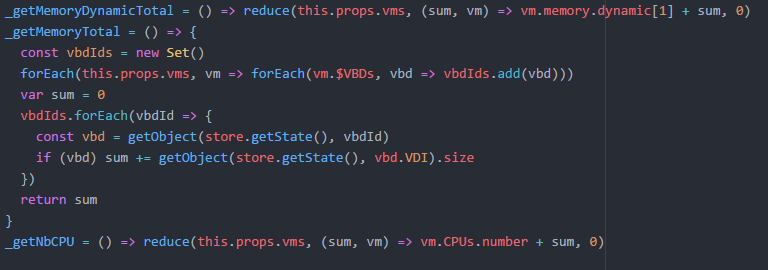 _getMemoryDynamicTotal = () => reduce(this.props.vms, (sum, vm) => vm.memory.dynamic[1] + sum, 0)
_getMemoryTotal = () => {
  const vbdIds = new Set()
  forEach(this.props.vms, vm => forEach(vm.$VBDs, vbd => vbdIds.add(vbd)))
  var sum = 0
  vbdIds.forEach(vbdId => {
    const vbd = getObject(store.getState(), vbdId)
    if (vbd) sum += getObject(store.getState(), vbd.VDI).size
  })
  return sum
}
_getNbCPU = () => reduce(this.props.vms, (sum, vm) => vm.CPUs.number + sum, 0)